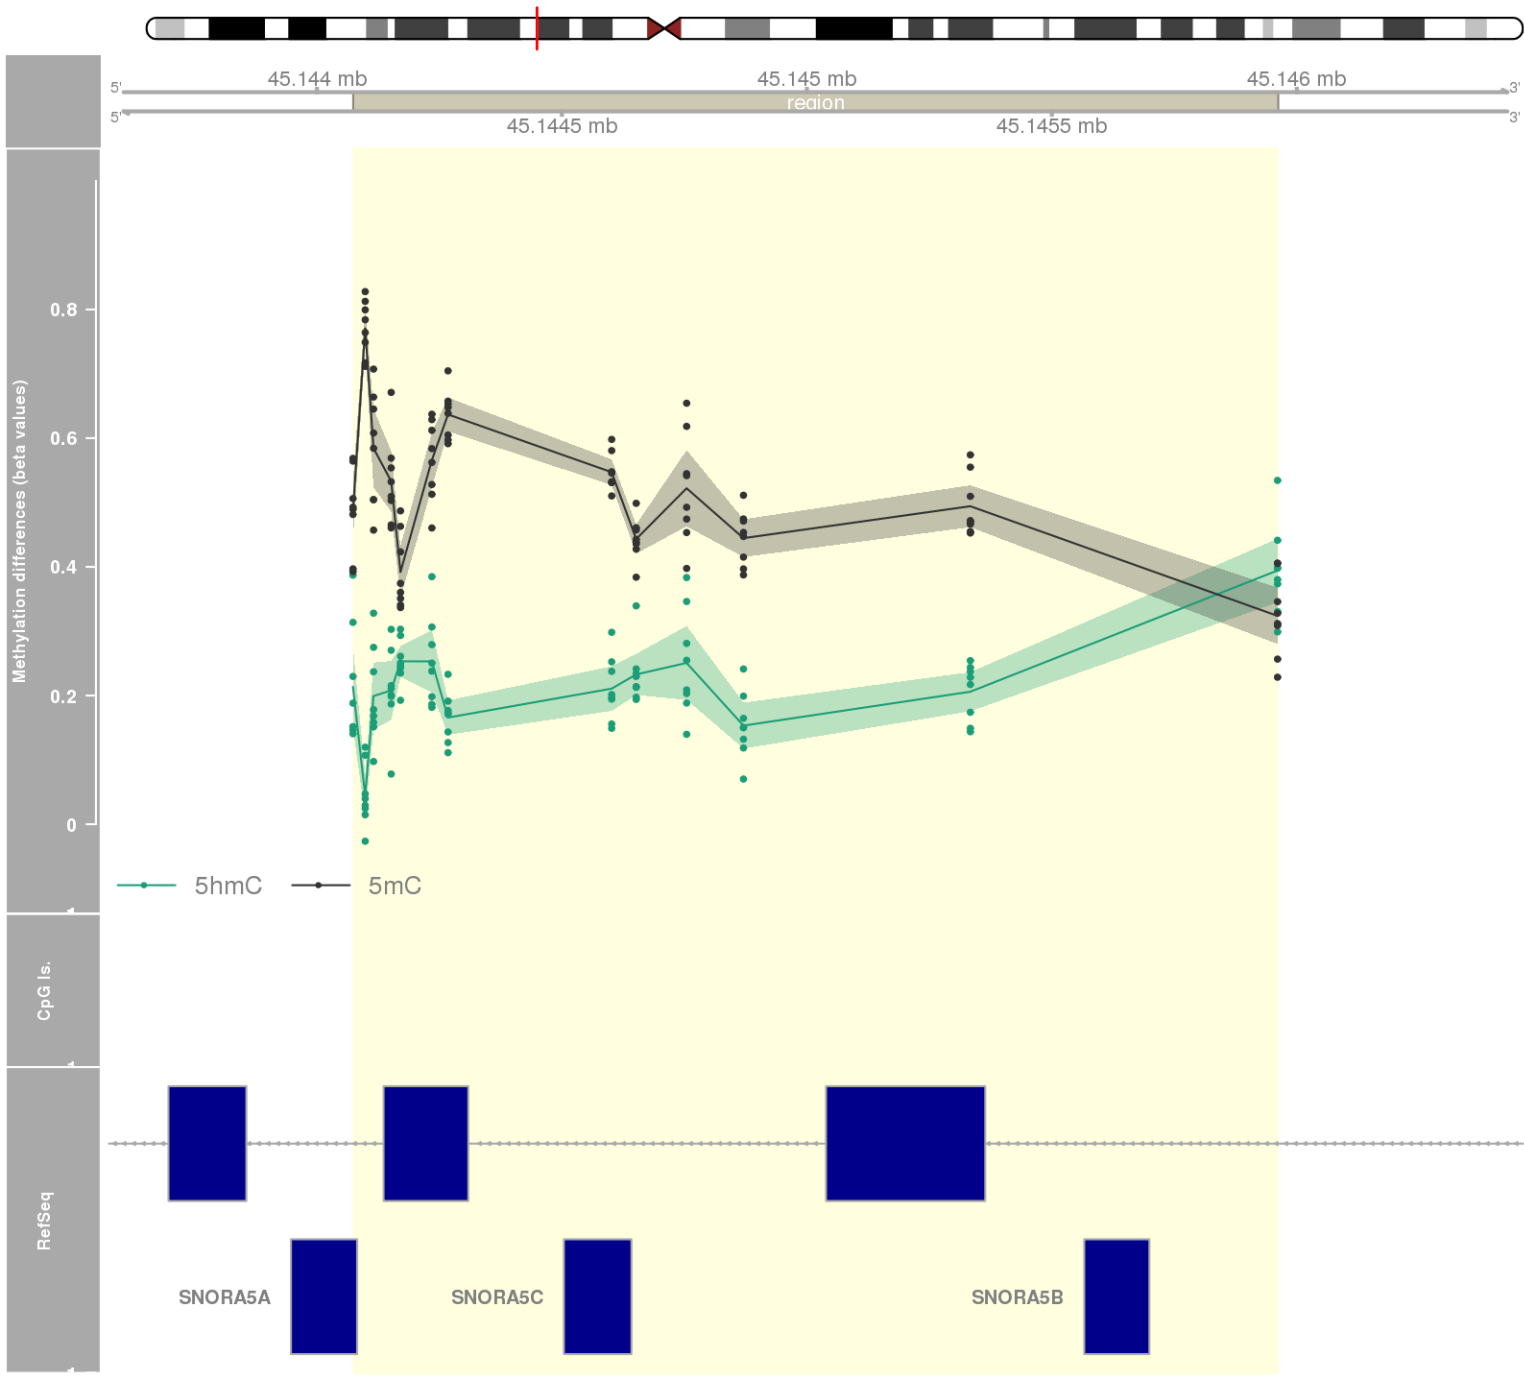 45.144 mb 45.145 mb 45.146 mb
5' 3'
region
5' 3'
45.1445 mb 45.1455 mb
Methylation differences (beta values)
0.8
0.6
0.4
0.2
0
5hmC 5mC
CpG Is.
RefSeq
SNORA5A SNORA5C SNORA5B